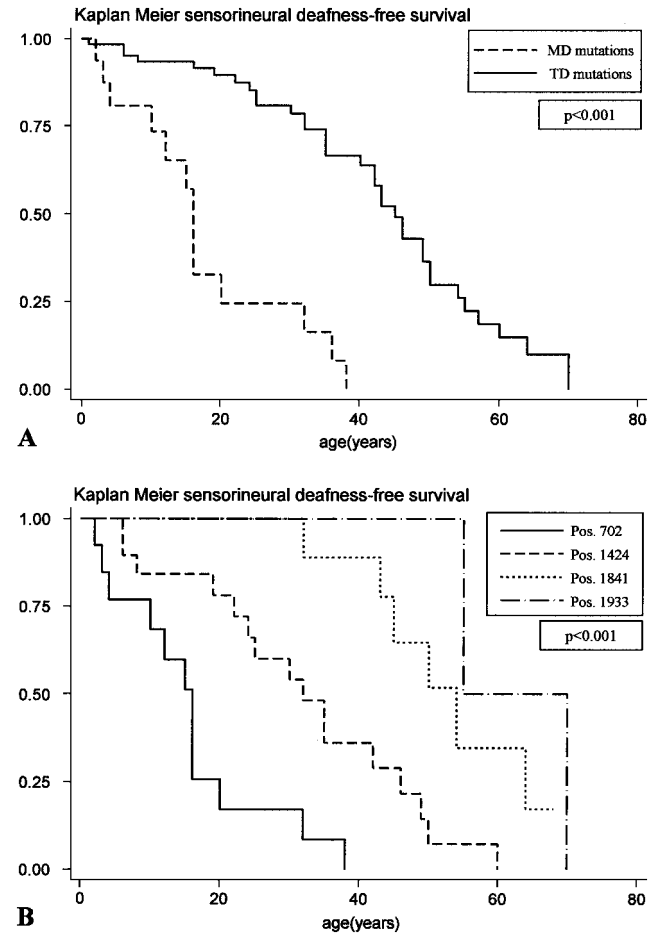 Kaplan Meier sensorineural deafness-free survival
MD mutations
TD mutations
p<0.001
1.00
0.75
0.50
0.25
0.00
0 20 40 60 80
age(years)
A
Kaplan Meier sensorineural deafness-free survival
Pos. 702
Pos. 1424
Pos. 1841
Pos. 1933
p<0.001
1.00
0.75
0.50
0.25
0.00
0 20 40 60 80
age(years)
B